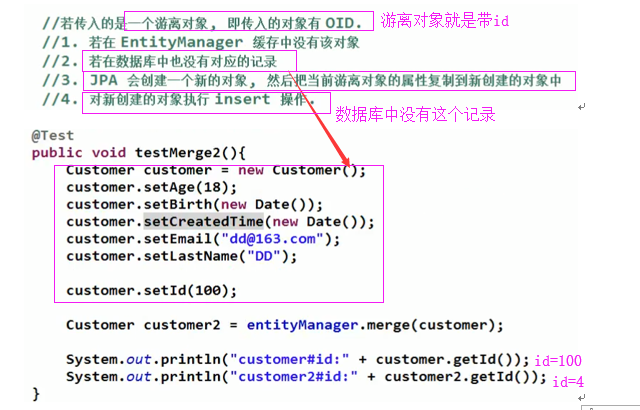 //若传入的是一个游离对象, 即传入的对象有 OID. 游离对象就是带id
//1. 若在 EntityManager 缓存中没有该对象
//2. 若在数据库中也没有对应的记录
//3. JPA 会创建一个新的对象, 然后把当前游离对象的属性复制到新创建的对象中
//4. 对新创建的对象执行 insert 操作.
数据库中没有这个记录
@Test
public void testMerge2(){
Customer customer = new Customer();
customer.setAge(18);
customer.setBirth(new Date());
customer.setCreatedTime(new Date());
customer.setEmail("dd@163.com");
customer.setLastName("DD");
customer.setId(100);
Customer customer2 = entityManager.merge(customer);
System.out.println("customer#id:" + customer.getId()); id=100
System.out.println("customer2#id:" + customer2.getId()); id=4
}